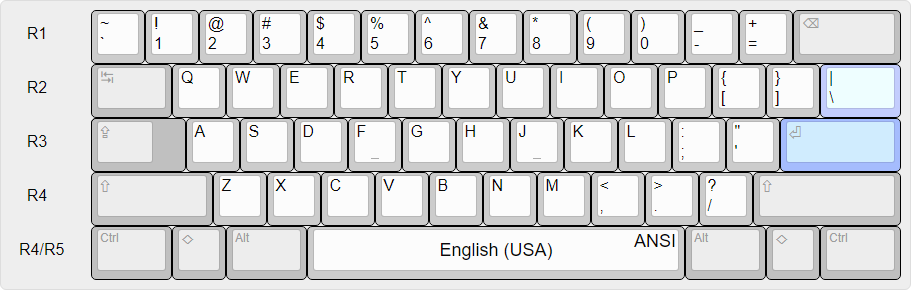 R1 ~ ! @ # $ % ^ & * ( ) _ + ⌫
` 1 2 3 4 5 6 7 8 9 0 - =
R2 ↹ Q W E R T Y U I O P { } |
[ ] \
R3 ⇪ A S D F G H J K L : " ⏎
_ _ ; '
R4 ⇧ Z X C V B N M < > ? ⇧
, . /
R4/R5 Ctrl ◇ Alt English (USA) ANSI Alt ◇ Ctrl